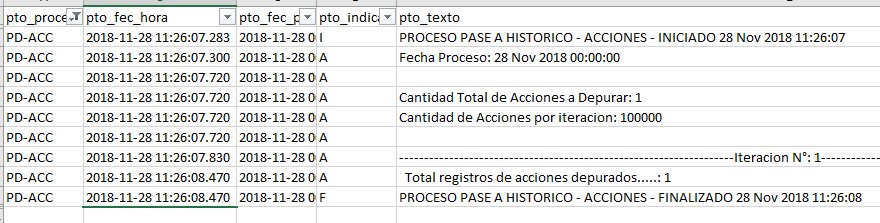 pto_proce pto_fec_hora pto_fec_p pto_indica pto_texto
PD-ACC 2018-11-28 11:26:07.283 2018-11-28 0 I PROCESO PASE A HISTORICO - ACCIONES - INICIADO 28 Nov 2018 11:26:07
PD-ACC 2018-11-28 11:26:07.300 2018-11-28 0 A Fecha Proceso: 28 Nov 2018 00:00:00
PD-ACC 2018-11-28 11:26:07.720 2018-11-28 0 A
PD-ACC 2018-11-28 11:26:07.720 2018-11-28 0 A Cantidad Total de Acciones a Depurar: 1
PD-ACC 2018-11-28 11:26:07.720 2018-11-28 0 A Cantidad de Acciones por iteracion: 100000
PD-ACC 2018-11-28 11:26:07.720 2018-11-28 0 A
PD-ACC 2018-11-28 11:26:07.830 2018-11-28 0 A --------------------------------------------------------------------Iteracion N°: 1------------
PD-ACC 2018-11-28 11:26:08.470 2018-11-28 0 A Total registros de acciones depurados.....: 1
PD-ACC 2018-11-28 11:26:08.470 2018-11-28 0 F PROCESO PASE A HISTORICO - ACCIONES - FINALIZADO 28 Nov 2018 11:26:08